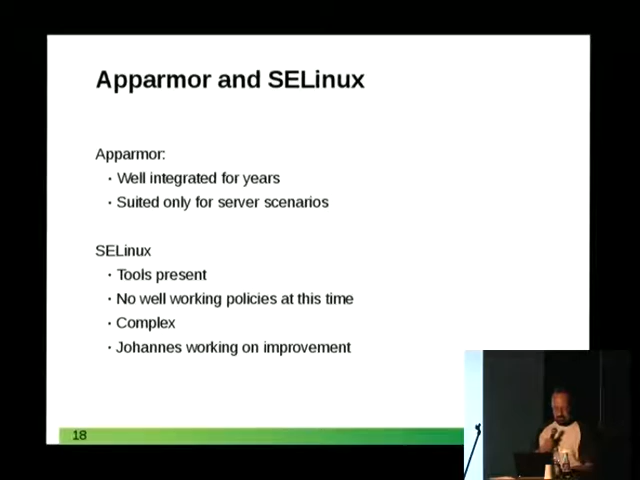 Apparmor and SELinux
Apparmor:
· Well integrated for years
· Suited only for server scenarios
SELinux
· Tools present
· No well working policies at this time
· Complex
· Johannes working on improvement
18